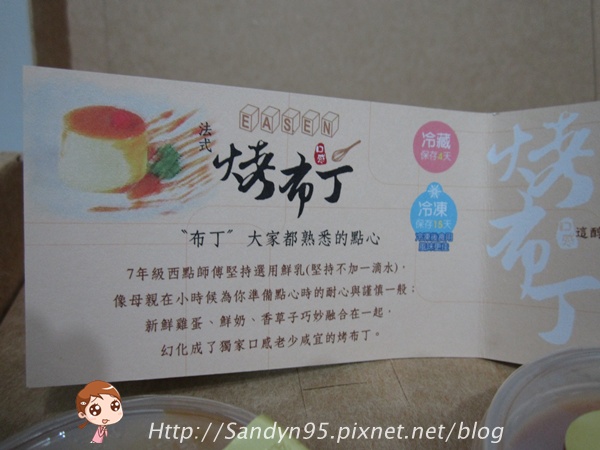 EASEN
法式
烤布丁
口烤
"布丁" 大家都熟悉的點心
7年級西點師傅堅持選用鮮乳(堅持不加一滴水),
像母親在小時候為你準備點心時的耐心與謹慎一般;
新鮮雞蛋、鮮奶、香草子巧妙融合在一起,
幻化成了獨家口感老少咸宜的烤布丁。
冷藏
保存4天
冷凍
保存15天
烤布丁
這醇
Http://Sandyn95.pixnet.net/blog